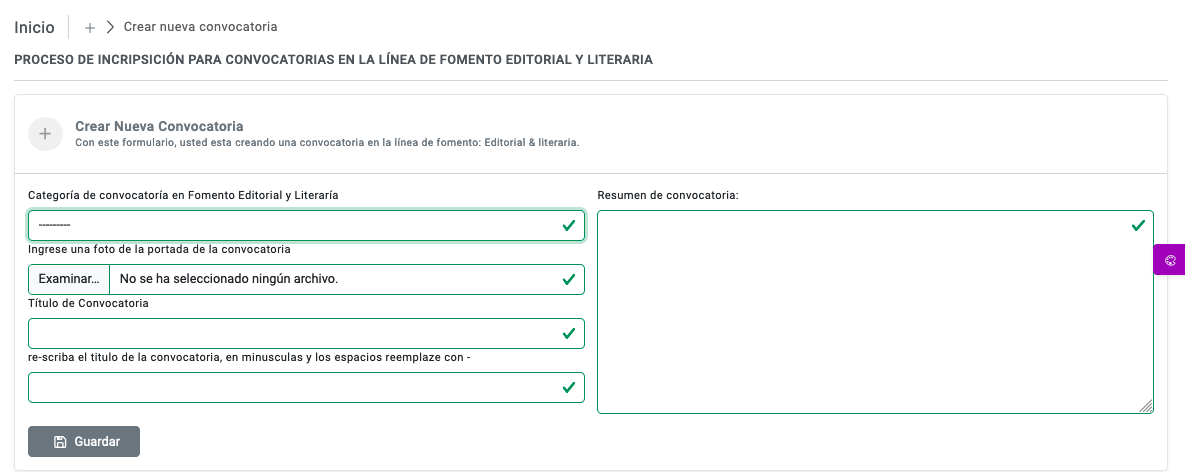 Inicio
Crear nueva convocatoria
PROCESO DE INCRIPSICIÓN PARA CONVOCATORIAS EN LA LÍNEA DE FOMENTO EDITORIAL Y LITERARIA
Crear Nueva Convocatoria
Con este formulario, usted esta creando una convocatoria en la línea de fomento: Editorial & literaria.
Categoría de convocatoría en Fomento Editorial y Literaría
---------
Ingrese una foto de la portada de la convocatoria
Examinar... No se ha seleccionado ningún archivo.
Título de Convocatoria
re-scriba el titulo de la convocatoria, en minusculas y los espacios reemplaze con -
Guardar
Resumen de convocatoria: